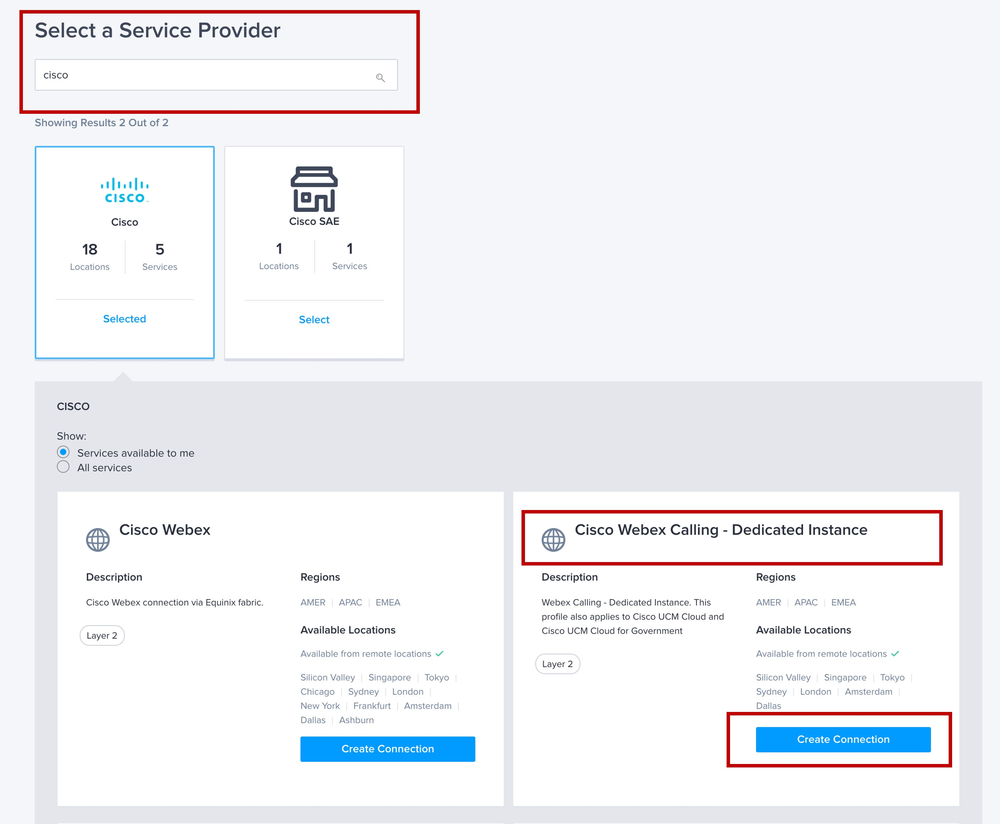 Select a Service Provider
cisco
Showing Results 2 Out of 2
CISCO
Cisco
18 5
Locations Services
Selected
Cisco SAE
1 1
Locations Services
Select
CISCO
Show:
Services available to me
All services
Cisco Webex
Description
Cisco Webex connection via Equinix fabric.
Layer 2
Regions
AMER | APAC | EMEA
Available Locations
Available from remote locations ✓
Silicon Valley | Singapore | Tokyo |
Chicago | Sydney | London |
New York | Frankfurt | Amsterdam |
Dallas | Ashburn
Create Connection
Cisco Webex Calling - Dedicated Instance
Description
Webex Calling - Dedicated Instance. This
profile also applies to Cisco UCM Cloud and
Cisco UCM Cloud for Government
Layer 2
Regions
AMER | APAC | EMEA
Available Locations
Available from remote locations ✓
Silicon Valley | Singapore | Tokyo |
Sydney | London | Amsterdam |
Dallas
Create Connection